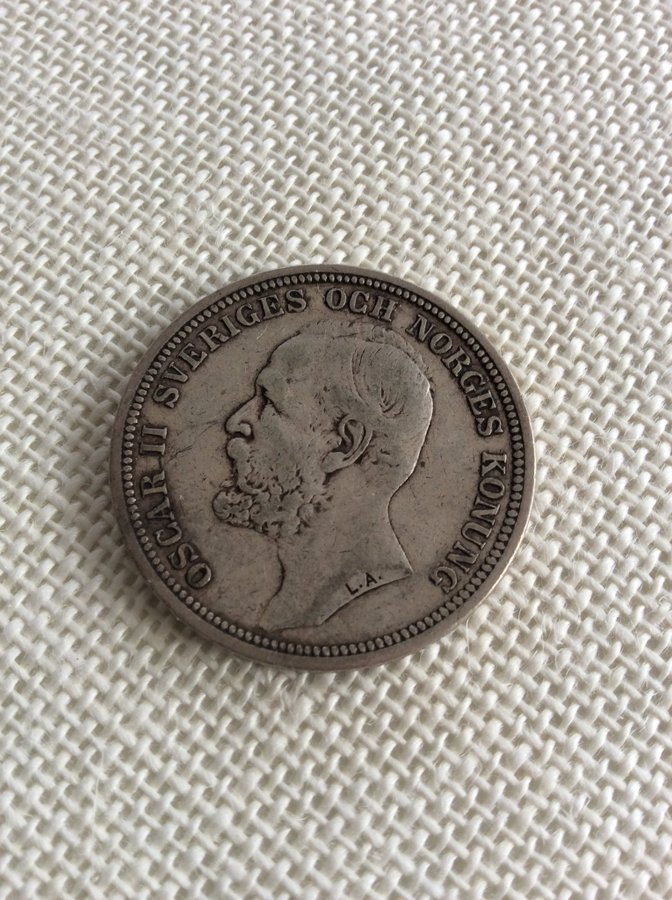 OSCAR II SVERIGES OCH NORGES KONUNG
L.A.